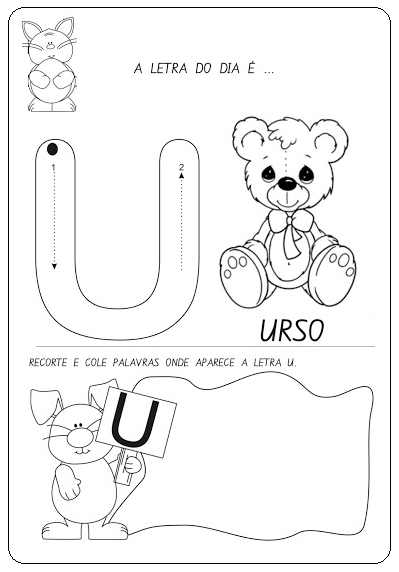 A LETRA DO DIA É ...
1 2
URSO
RECORTE E COLE PALAVRAS ONDE APARECE A LETRA U.
U